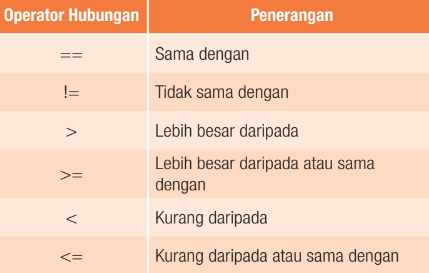 Operator Hubungan Penerangan
== Sama dengan
!= Tidak sama dengan
> Lebih besar daripada
>= Lebih besar daripada atau sama
dengan
< Kurang daripada
<= Kurang daripada atau sama dengan